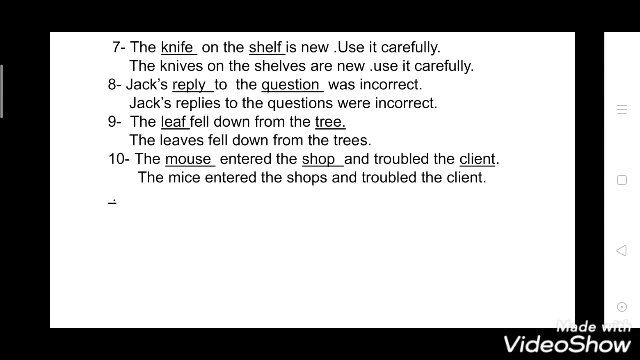 7- The knife on the shelf is new .Use it carefully.
The knives on the shelves are new .use it carefully.
8- Jack's reply to the question was incorrect.
Jack's replies to the questions were incorrect.
9- The leaf fell down from the tree.
The leaves fell down from the trees.
10- The mouse entered the shop and troubled the client.
The mice entered the shops and troubled the client.
.
Made with
VideoShow